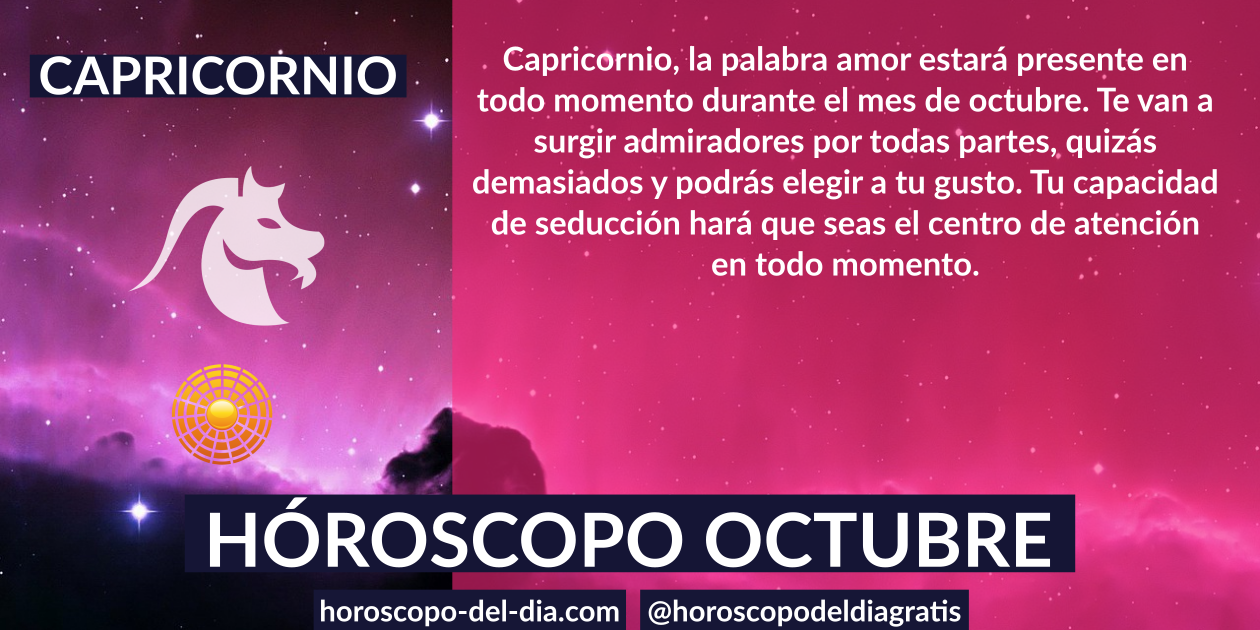 CAPRICORNIO
Capricornio, la palabra amor estará presente en
todo momento durante el mes de octubre. Te van a
surgir admiradores por todas partes, quizás
demasiados y podrás elegir a tu gusto. Tu capacidad
de seducción hará que seas el centro de atención
en todo momento.
HÓROSCOPO OCTUBRE
horoscopo-del-dia.com
@horoscopodeldiagratis